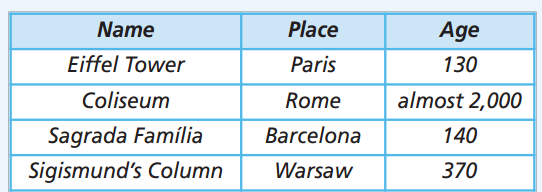 Name Place Age
Eiffel Tower Paris 130
Coliseum Rome almost 2,000
Sagrada Família Barcelona 140
Sigismund's Column Warsaw 370